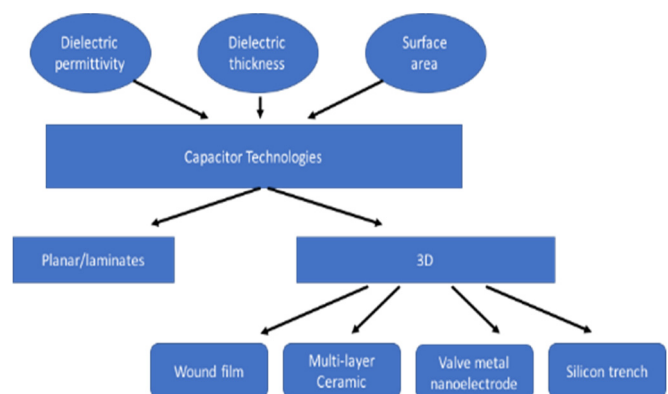 Dielectric
permittivity
Dielectric
thickness
Surface
area
Capacitor Technologies
Planar/laminates
3D
Wound film
Multi-layer
Ceramic
Valve metal
nanoelectrode
Silicon trench